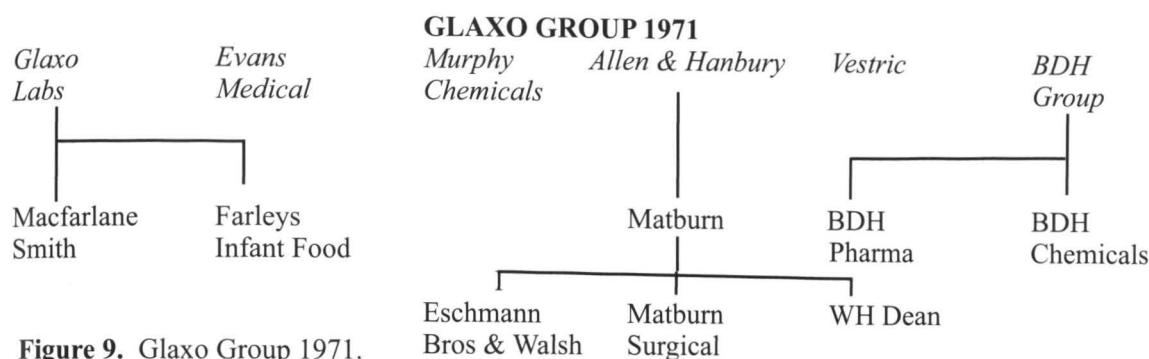 GLAXO GROUP 1971
Glaxo
Labs
Evans
Medical
Murphy
Chemicals
Allen & Hanbury
Vestric
BDH
Group
Macfarlane
Smith
Farleys
Infant Food
Matburn
BDH
Pharma
BDH
Chemicals
Eschmann
Bros & Walsh
Matburn
Surgical
WH Dean
Figure 9. Glaxo Group 1971.